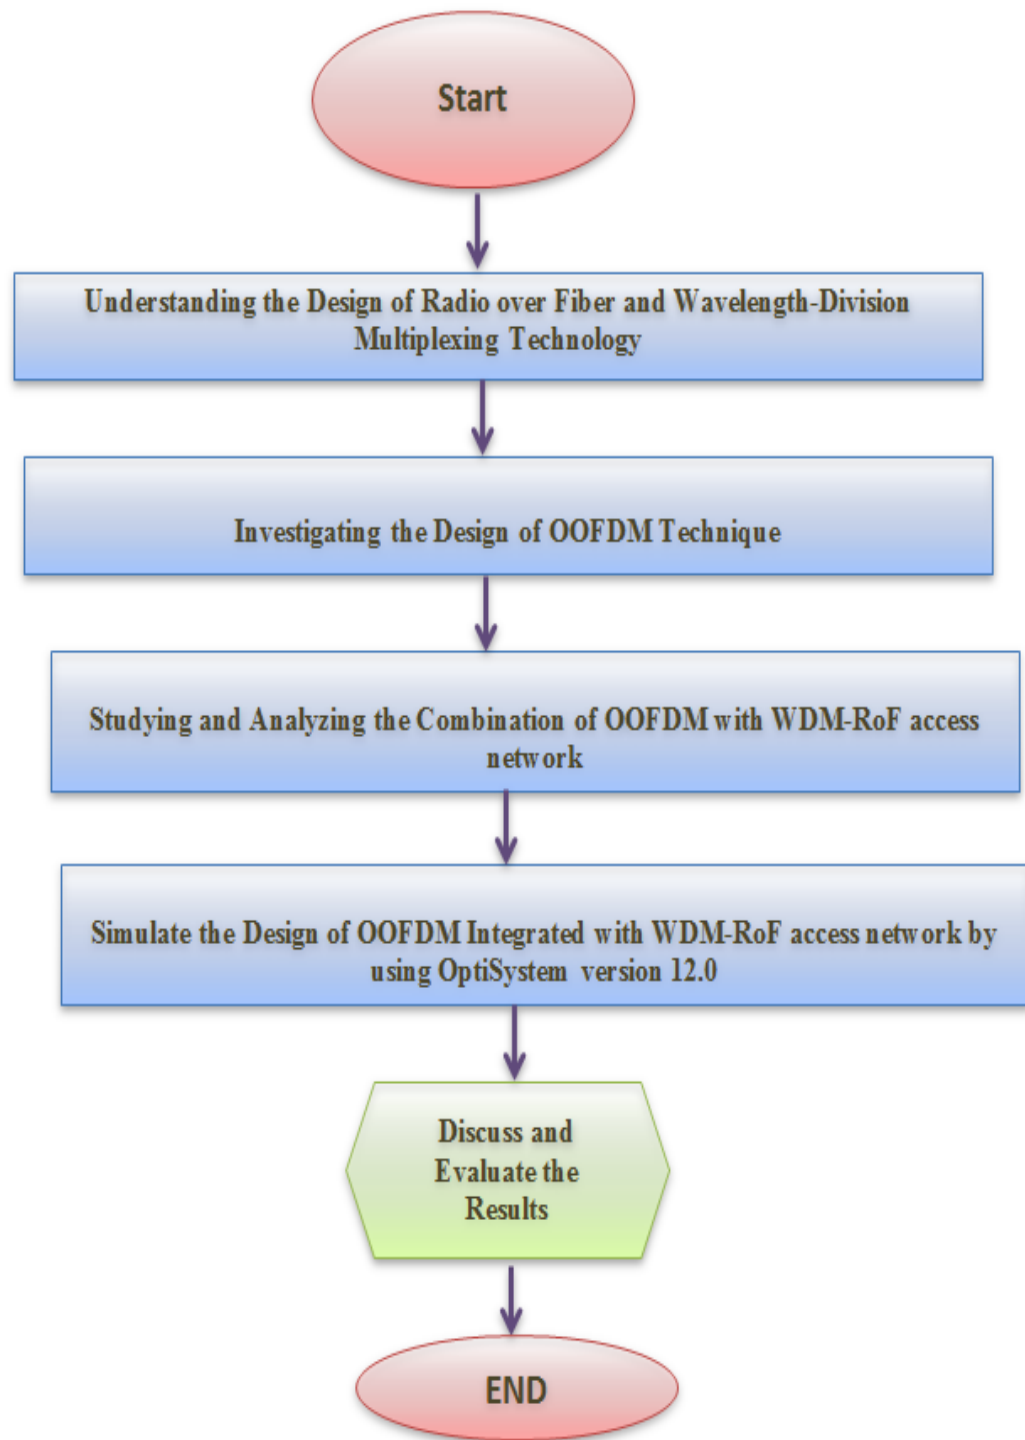 Start
Understanding the Design of Radio over Fiber and Wavelength-Division
Multiplexing Technology
Investigating the Design of OOFDM Technique
Studying and Analyzing the Combination of OOFDM with WDM-RoF access
network
Simulate the Design of OOFDM Integrated with WDM-RoF access network by
using OptiSystem version 12.0
Discuss and
Evaluate the
Results
END